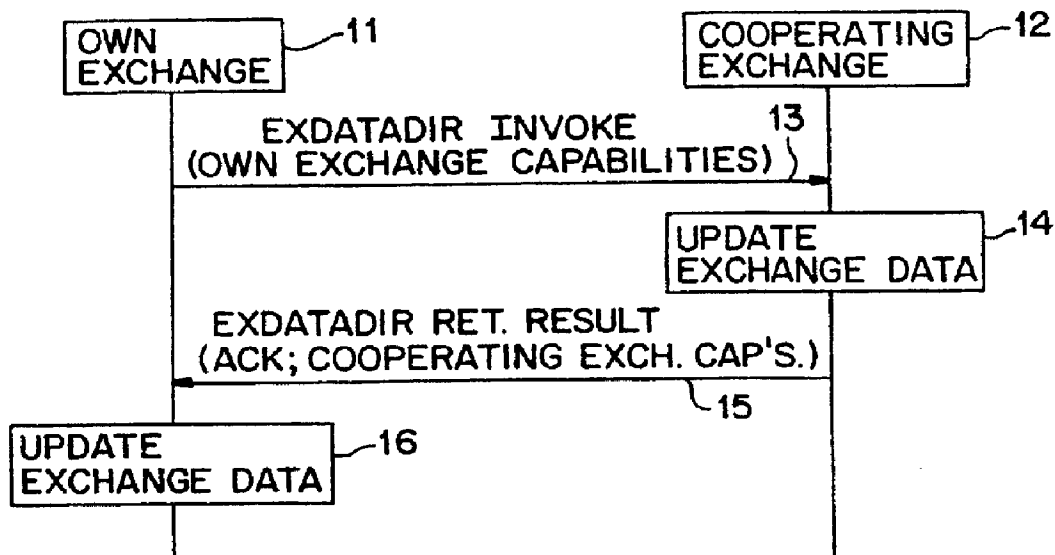 OWN
EXCHANGE
11
COOPERATING
EXCHANGE
12
EXDATADIR INVOKE
(OWN EXCHANGE CAPABILITIES)
13
UPDATE
EXCHANGE DATA
14
EXDATADIR RET. RESULT
(ACK; COOPERATING EXCH. CAP'S.)
15
UPDATE
EXCHANGE DATA
16